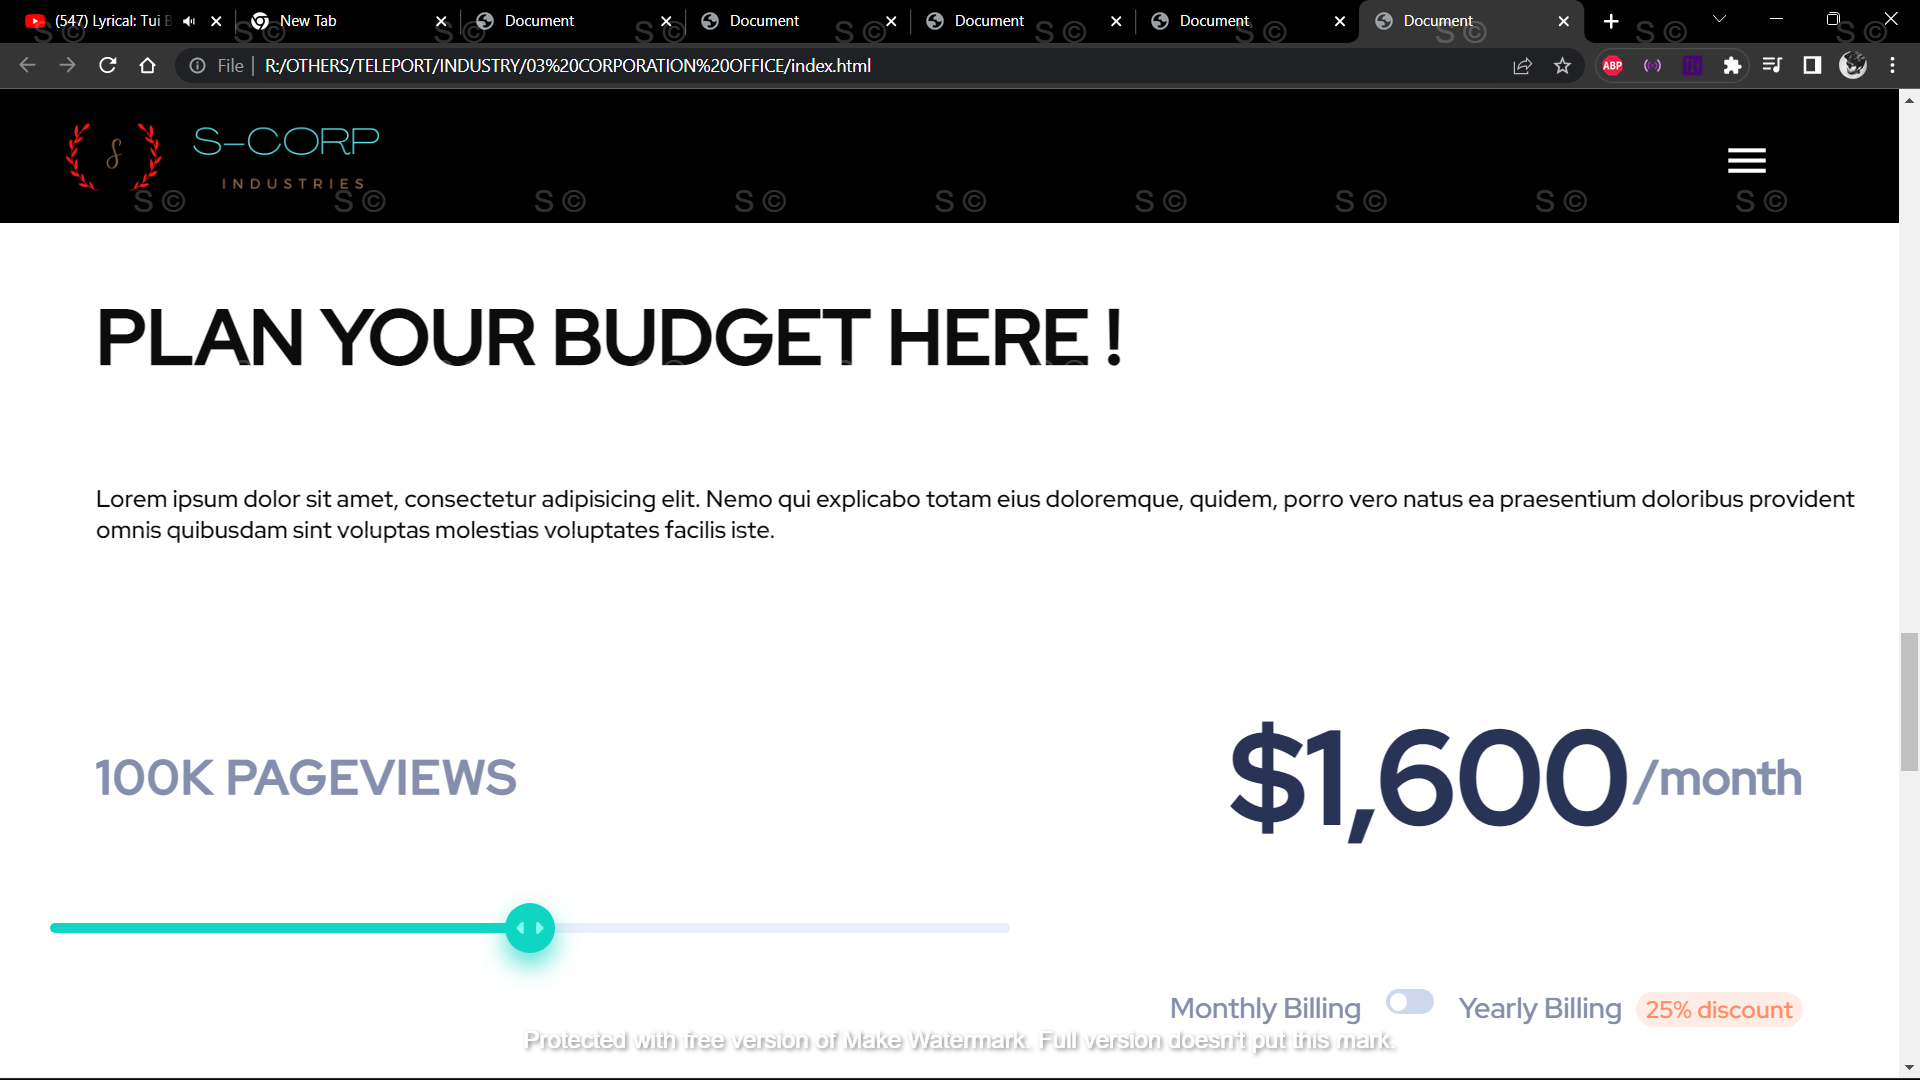 (547) Lyrical: Tui
New Tab
Document
Document
Document
Document
Document
ABP
File
R:/OTHERS/TELEPORT/INDUSTRY/03%20CORPORATION%20OFFICE/index.html
S-CORP
INDUSTRIES
S © S © S © S © S © S © S © S © S ©
PLAN YOUR BUDGET HERE !
Lorem ipsum dolor sit amet, consectetur adipisicing elit. Nemo qui explicabo totam eius doloremque, quidem, porro vero natus ea praesentium doloribus provident
omnis quibusdam sint voluptas molestias voluptates facilis iste.
100K PAGEVIEWS
$1,600/month
Monthly Billing
Yearly Billing
25% discount
Protected with free version of Make Watermark. Full version doesn't put this mark.